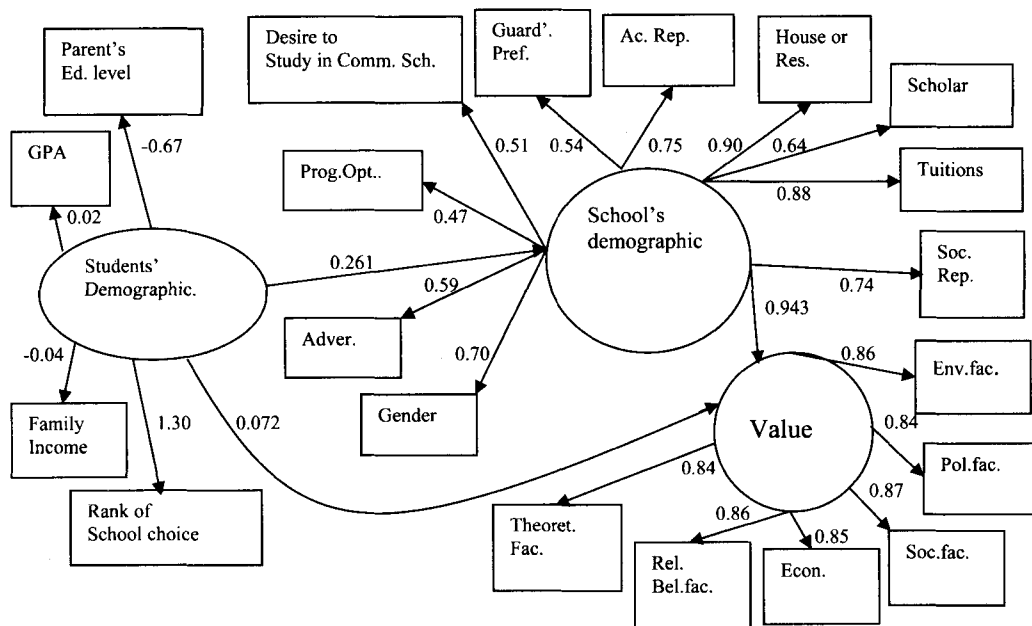 Parent's
Ed. level
Desire to
Study in Comm. Sch.
Guard'.
Pref.
Ac. Rep.
House or
Res.
Scholar
GPA
-0.67
0.51
0.54
0.75
0.90
0.64
Prog.Opt..
Tuitions
0.02
0.47
0.88
School's
demographic
Students'
Demographic.
0.261
Soc.
Rep.
0.59
0.74
0.943
Adver.
-0.04
0.70
0.86
Env.fac.
Gender
Family
Income
1.30
0.072
Value
0.84
Pol.fac.
0.84
0.87
Rank of
School choice
Theoret.
Fac.
0.86
0.85
Soc.fac.
Rel.
Bel.fac.
Econ.